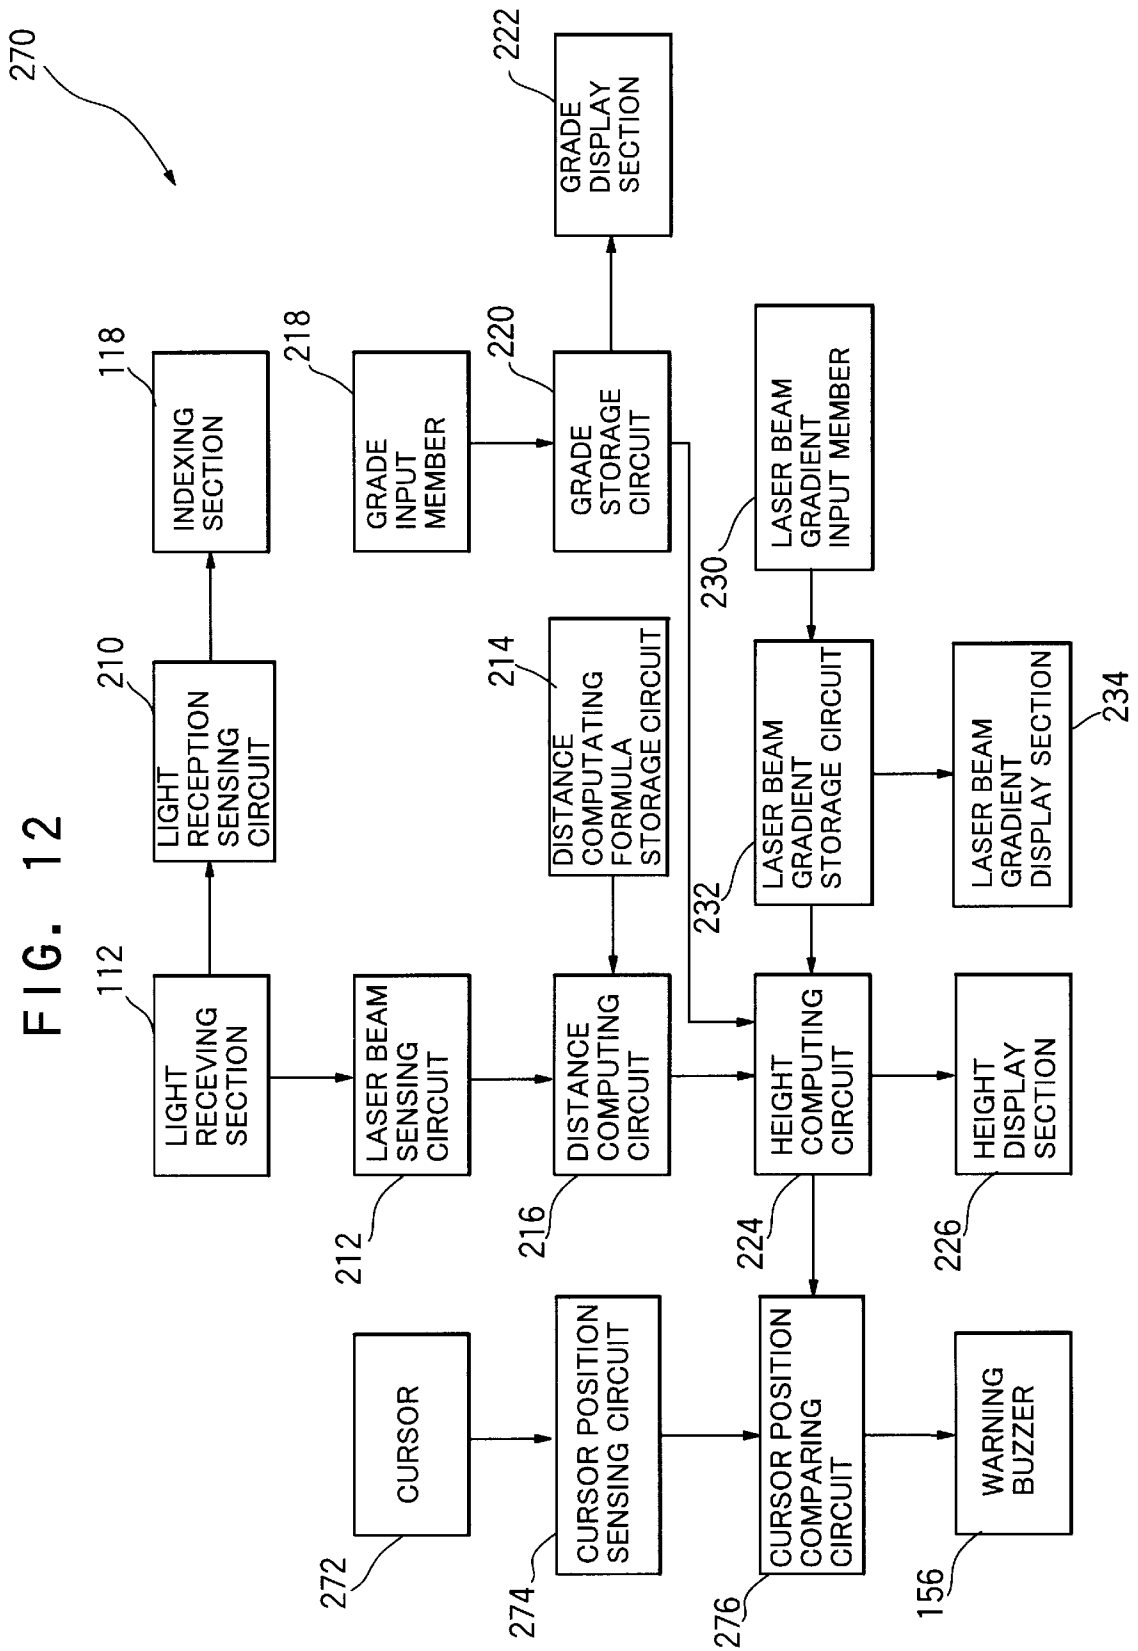 FIG. 12
270
112
LIGHT
RECEVING
SECTION
210
LIGHT
RECEPTION
SENSING
CIRCUIT
118
INDEXING
SECTION
272
CURSOR
212
LASER BEAM
SENSING
CIRCUIT
218
GRADE
INPUT
MEMBER
274
CURSOR POSITION
SENSING CIRCUIT
216
DISTANCE
COMPUTING
CIRCUIT
214
DISTANCE
COMPUTATING
FORMULA
STORAGE CIRCUIT
220
GRADE
STORAGE
CIRCUIT
222
GRADE
DISPLAY
SECTION
276
CURSOR POSITION
COMPARING
CIRCUIT
224
HEIGHT
COMPUTING
CIRCUIT
232
LASER BEAM
GRADIENT
STORAGE CIRCUIT
230
LASER BEAM
GRADIENT
INPUT MEMBER
156
WARNING
BUZZER
226
HEIGHT
DISPLAY
SECTION
234
LASER BEAM
GRADIENT
DISPLAY SECTION